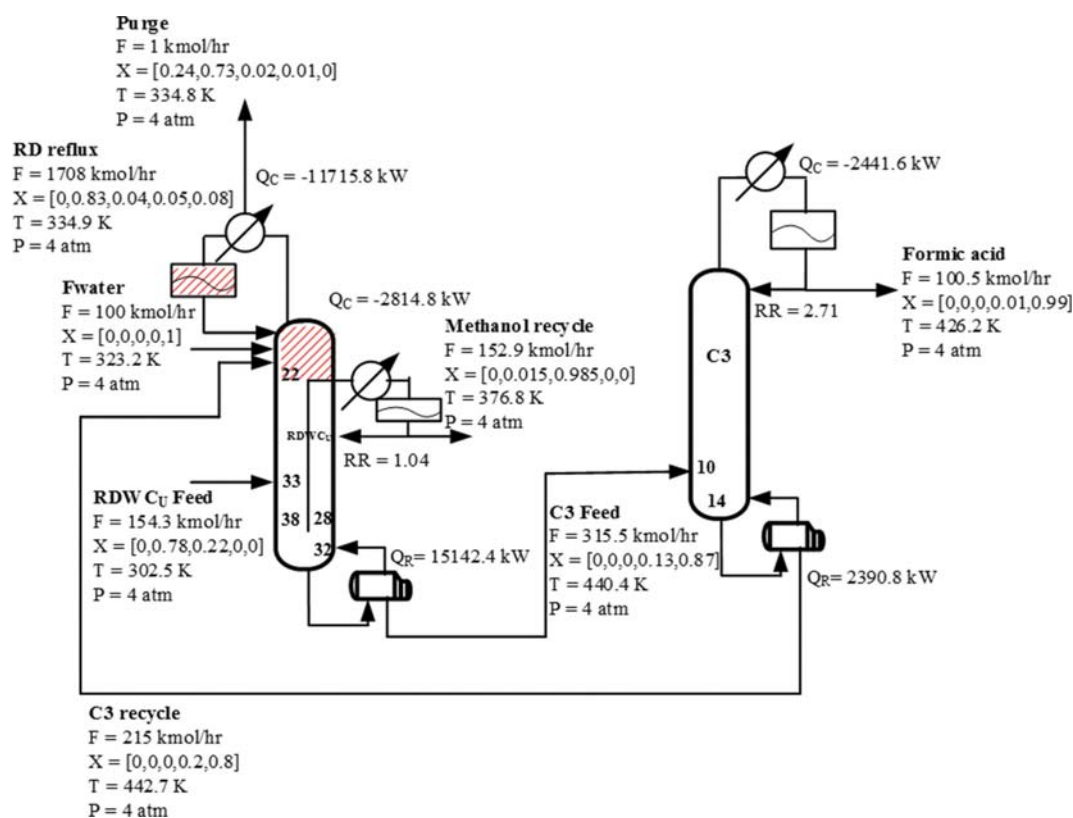 Purge
F = 1 kmol/hr
X = [0.24,0.73,0.02,0.01,0]
T = 334.8 K
P = 4 atm
RD reflux
F = 1708 kmol/hr
X = [0,0.83,0.04,0.05,0.08]
T = 334.9 K
P = 4 atm
QC = -11715.8 kW
QC = -2441.6 kW
Fwater
F = 100 kmol/hr
X = [0,0,0,0,1]
T = 323.2 K
P = 4 atm
QC = -2814.8 kW
Methanol recycle
F = 152.9 kmol/hr
X = [0,0.015,0.985,0,0]
T = 376.8 K
P = 4 atm
RR = 1.04
Formic acid
F = 100.5 kmol/hr
X = [0,0,0,0.01,0.99]
T = 426.2 K
P = 4 atm
RR = 2.71
C3
22
RDWCU
33
38
28
32
10
14
RDWCU Feed
F = 154.3 kmol/hr
X = [0,0.78,0.22,0,0]
T = 302.5 K
P = 4 atm
QR = 15142.4 kW
C3 Feed
F = 315.5 kmol/hr
X = [0,0,0,0.13,0.87]
T = 440.4 K
P = 4 atm
QR= 2390.8 kW
C3 recycle
F = 215 kmol/hr
X = [0,0,0,0.2,0.8]
T = 442.7 K
P = 4 atm